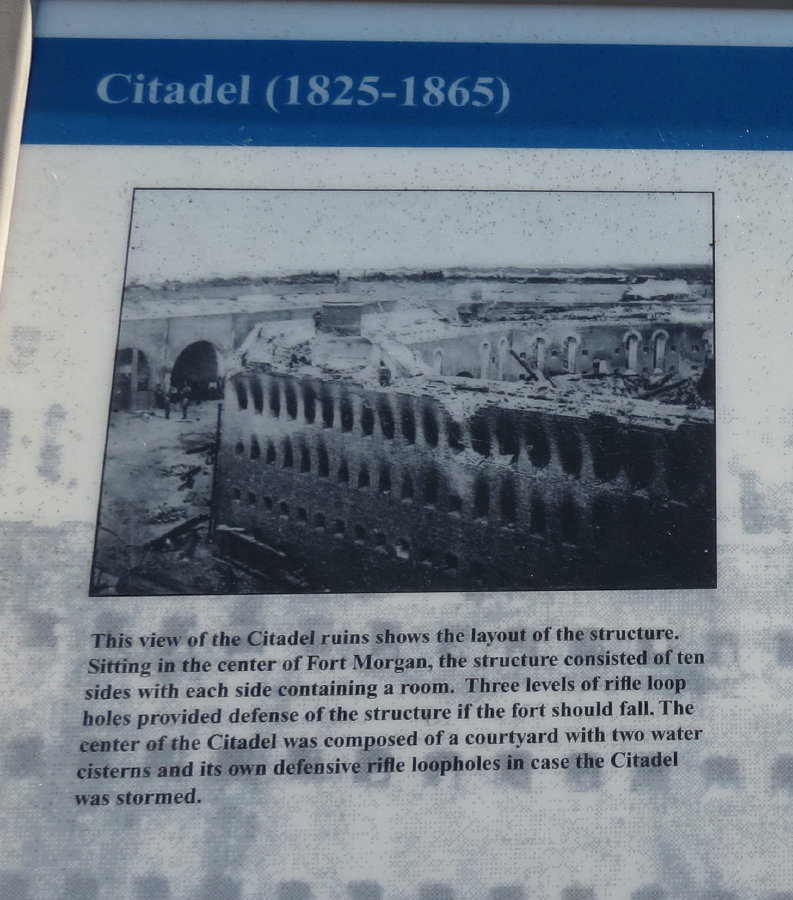 Citadel (1825-1865)
This view of the Citadel ruins shows the layout of the structure.
Sitting in the center of Fort Morgan, the structure consisted of ten
sides with each side containing a room. Three levels of rifle loop
holes provided defense of the structure if the fort should fall. The
center of the Citadel was composed of a courtyard with two water
cisterns and its own defensive rifle loopholes in case the Citadel
was stormed.